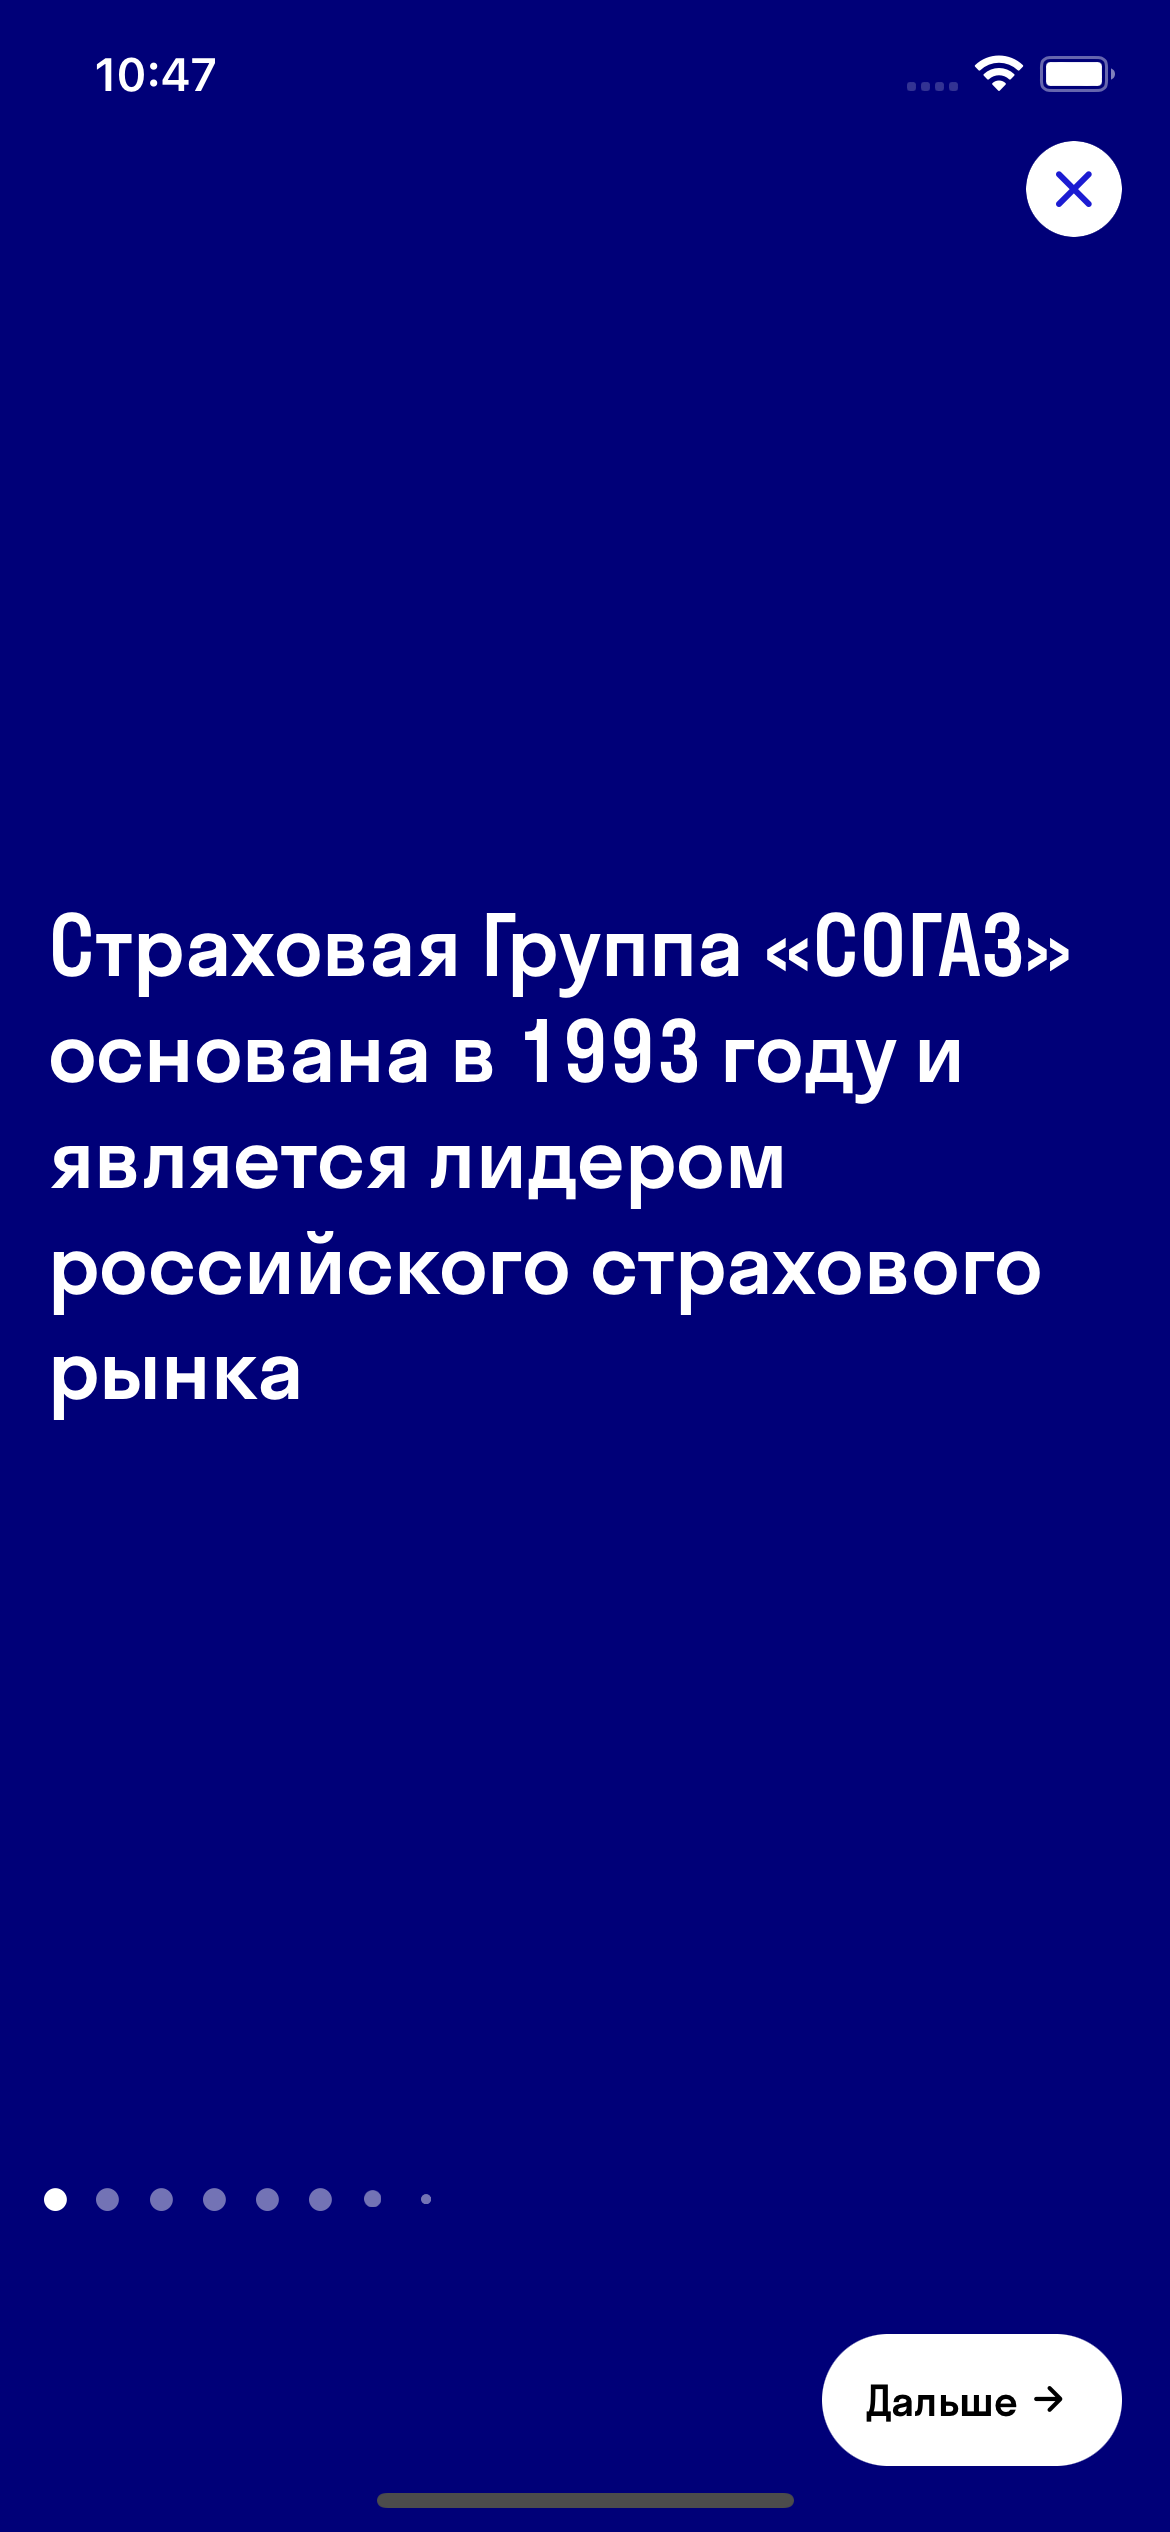 10:47
Страховая Группа «СОГАЗ»
основана в 1993 году и
является лидером
российского страхового
рынка
Дальше →